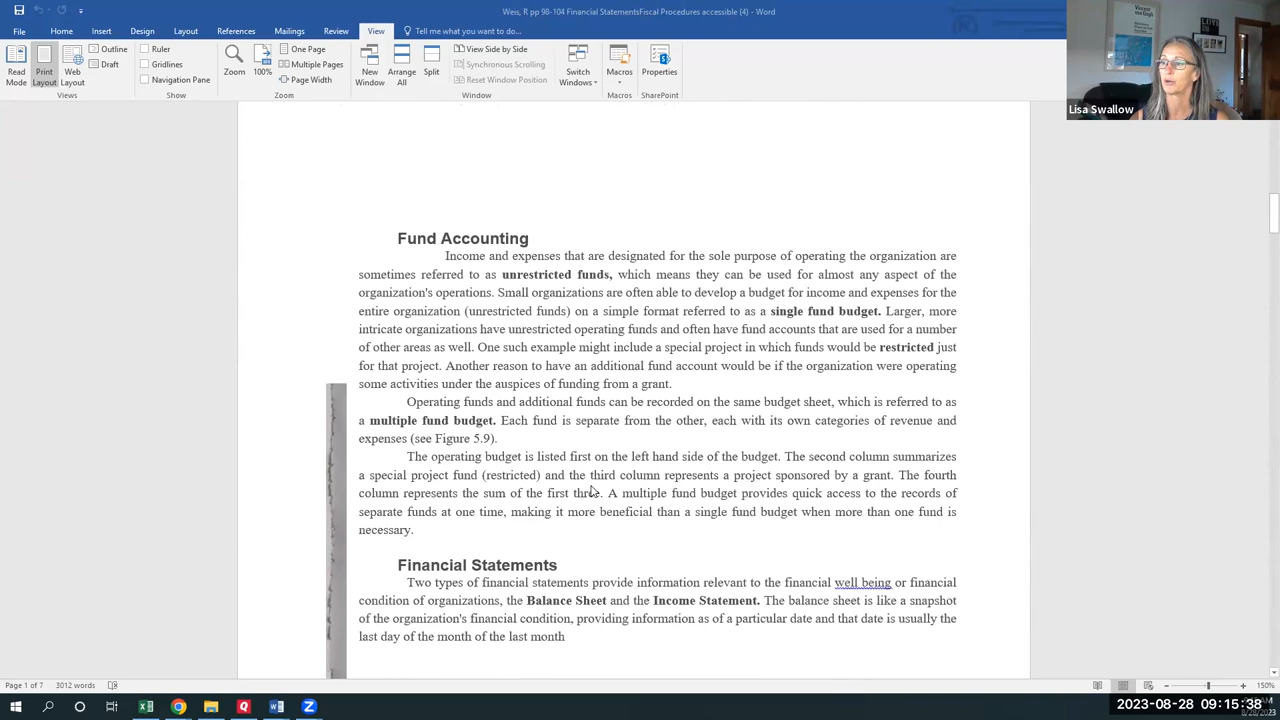 Weis, R pp 98-104 Financial StatementsFiscal Procedures accessible (4) - Word
File Home Insert Design Layout References Mailings Review View Tell me what you want to do...
Read Mode
Print Layout
Web Layout
Outline
Draft
Views
Ruler
Gridlines
Navigation Pane
Show
Zoom
100%
One Page
Multiple Pages
Page Width
Zoom
New Window
Arrange All
Split
View Side by Side
Synchronous Scrolling
Reset Window Position
Window
Switch Windows
Macros
Macros
Properties
SharePoint
Lisa Swallow
Fund Accounting
Income and expenses that are designated for the sole purpose of operating the organization are
sometimes referred to as unrestricted funds, which means they can be used for almost any aspect of the
organization's operations. Small organizations are often able to develop a budget for income and expenses for the
entire organization (unrestricted funds) on a simple format referred to as a single fund budget. Larger, more
intricate organizations have unrestricted operating funds and often have fund accounts that are used for a number
of other areas as well. One such example might include a special project in which funds would be restricted just
for that project. Another reason to have an additional fund account would be if the organization were operating
some activities under the auspices of funding from a grant.
Operating funds and additional funds can be recorded on the same budget sheet, which is referred to as
a multiple fund budget. Each fund is separate from the other, each with its own categories of revenue and
expenses (see Figure 5.9).
The operating budget is listed first on the left hand side of the budget. The second column summarizes
a special project fund (restricted) and the third column represents a project sponsored by a grant. The fourth
column represents the sum of the first three. A multiple fund budget provides quick access to the records of
separate funds at one time, making it more beneficial than a single fund budget when more than one fund is
necessary.
Financial Statements
Two types of financial statements provide information relevant to the financial well being or financial
condition of organizations, the Balance Sheet and the Income Statement. The balance sheet is like a snapshot
of the organization's financial condition, providing information as of a particular date and that date is usually the
last day of the month of the last month
Page 1 of 7 3012 words
150%
2023-08-28 09:15:38